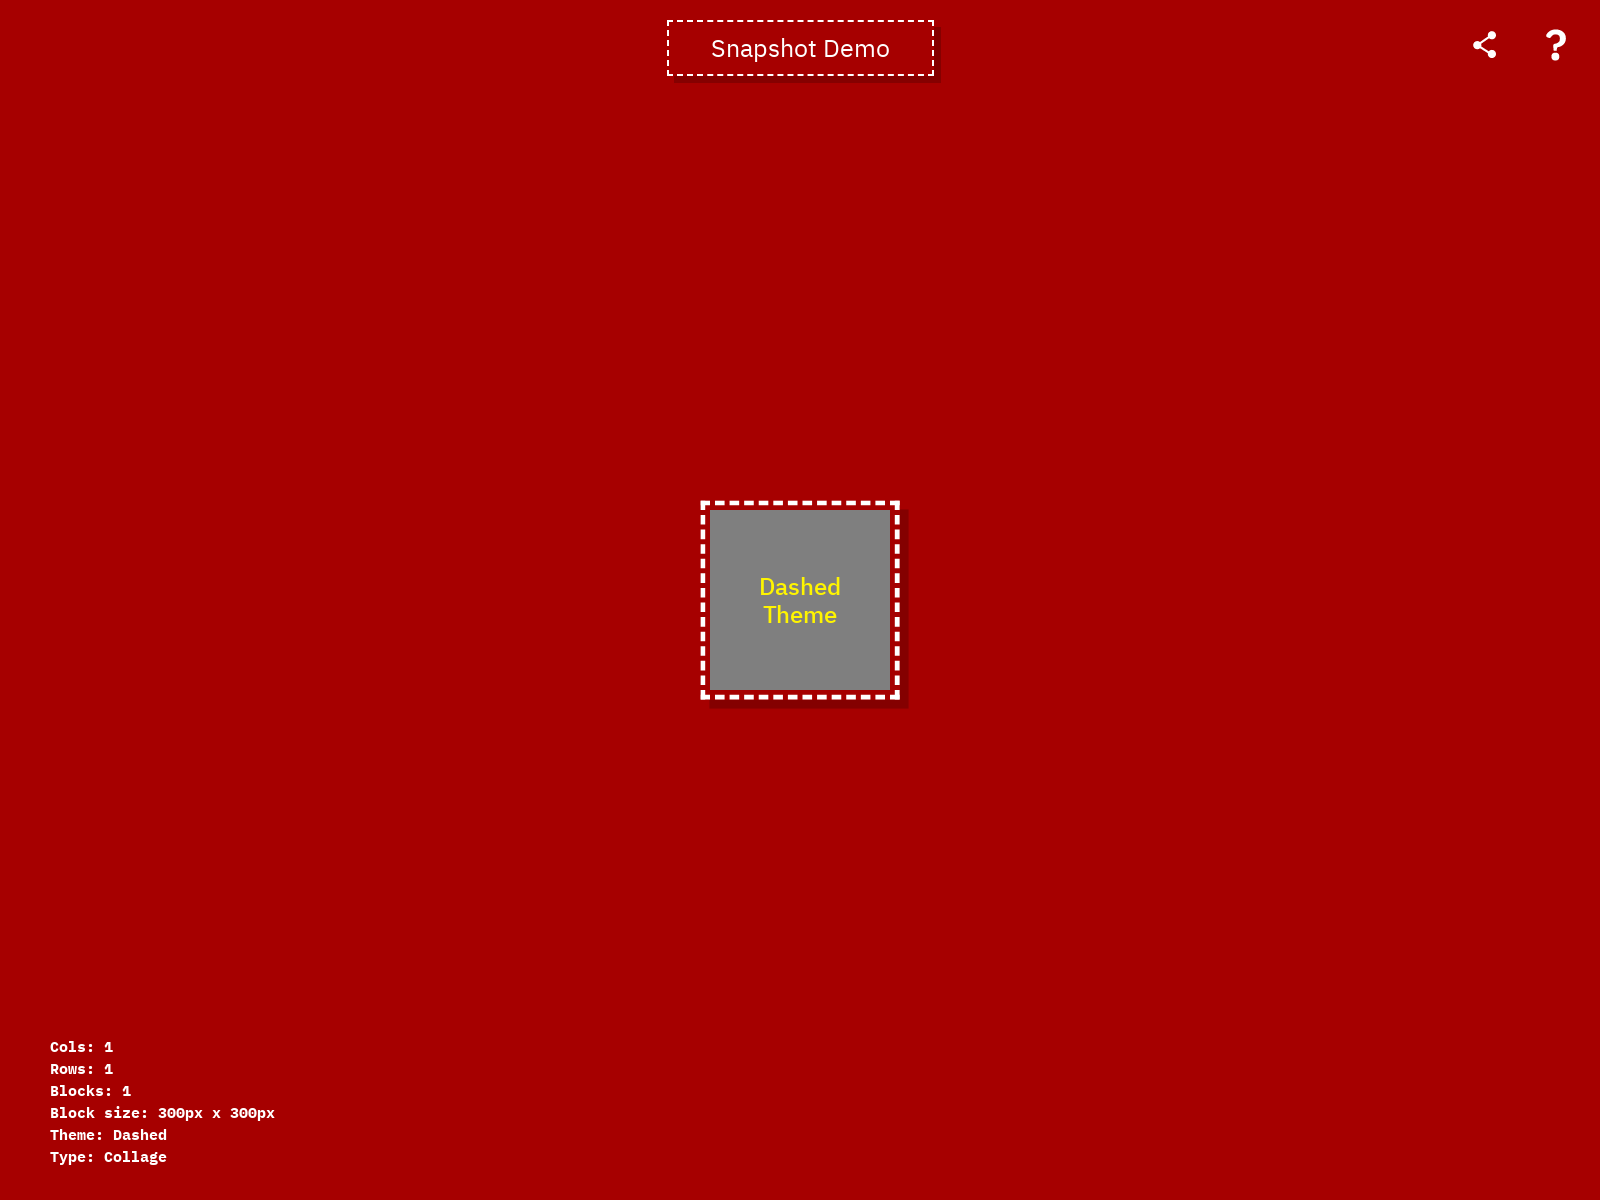 Snapshot Demo
?
Dashed
Theme
Cols: 1
Rows: 1
Blocks: 1
Block size: 300px x 300px
Theme: Dashed
Type: Collage